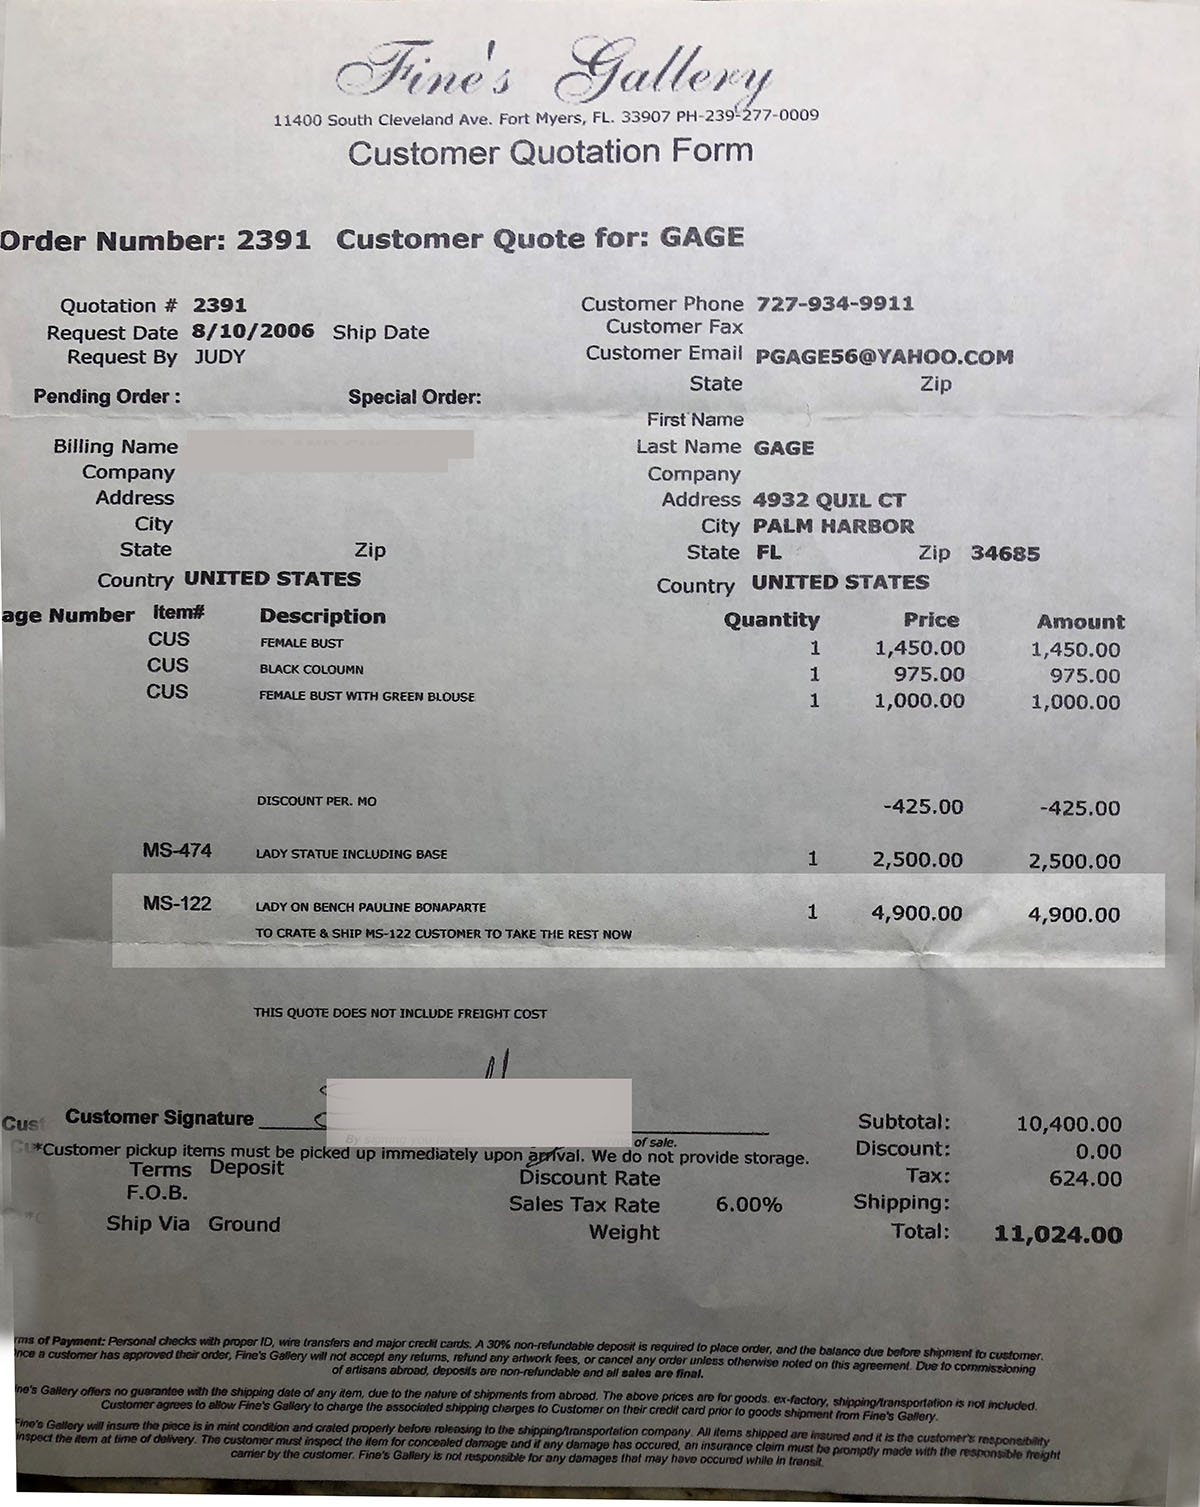 Fine's Gallery
11400 South Cleveland Ave. Fort Myers, FL. 33907 PH-239-277-0009
Customer Quotation Form
Order Number: 2391 Customer Quote for: GAGE
Quotation # 2391 Customer Phone 727-934-9911
Request Date 8/10/2006 Ship Date Customer Fax
Request By JUDY Customer Email PGAGE56@YAHOO.COM
State Zip
Pending Order : Special Order:
First Name
Billing Name Last Name GAGE
Company Company
Address Address 4932 QUIL CT
City City PALM HARBOR
State Zip State FL Zip 34685
Country UNITED STATES Country UNITED STATES
age Number Item# Description Quantity Price Amount
CUS FEMALE BUST 1 1,450.00 1,450.00
CUS BLACK COLOUMN 1 975.00 975.00
CUS FEMALE BUST WITH GREEN BLOUSE 1 1,000.00 1,000.00
DISCOUNT PER. MO -425.00 -425.00
MS-474 LADY STATUE INCLUDING BASE 1 2,500.00 2,500.00
MS-122 LADY ON BENCH PAULINE BONAPARTE 1 4,900.00 4,900.00
TO CRATE & SHIP MS-122 CUSTOMER TO TAKE THE REST NOW
THIS QUOTE DOES NOT INCLUDE FREIGHT COST
Cust Customer Signature Subtotal: 10,400.00
By signing you of sale.
*Customer pickup items must be picked up immediately upon arrival. We do not provide storage. Discount: 0.00
Terms Deposit Discount Rate Tax: 624.00
F.O.B. Sales Tax Rate 6.00% Shipping:
Ship Via Ground Weight Total: 11,024.00
rms of Payment: Personal checks with proper ID, wire transfers and major credit cards. A 30% non-refundable deposit is required to place order, and the balance due before shipment to customer.
nce a customer has approved their order, Fine's Gallery will not accept any returns, refund any artwork fees, or cancel any order unless otherwise noted on this agreement. Due to commissioning
of artisans abroad, deposits are non-refundable and all sales are final.
ine's Gallery offers no guarantee with the shipping date of any item, due to the nature of shipments from abroad. The above prices are for goods. ex-factory, shipping/transportation is not included.
Customer agrees to allow Fine's Gallery to charge the associated shipping charges to Customer on their credit card prior to goods shipment from Fine's Gallery.
Fine's Gallery will insure the piece is in mint condition and crated properly before releasing to the shipping/transportation company. All items shipped are insured and it is the customer's responsibility
inspect the item at time of delivery. The customer must inspect the item for concealed damage and if any damage has occured, an insurance claim must be promptly made with the responsible freight
carrier by the customer. Fine's Gallery is not responsible for any damages that may have occured while in transit.